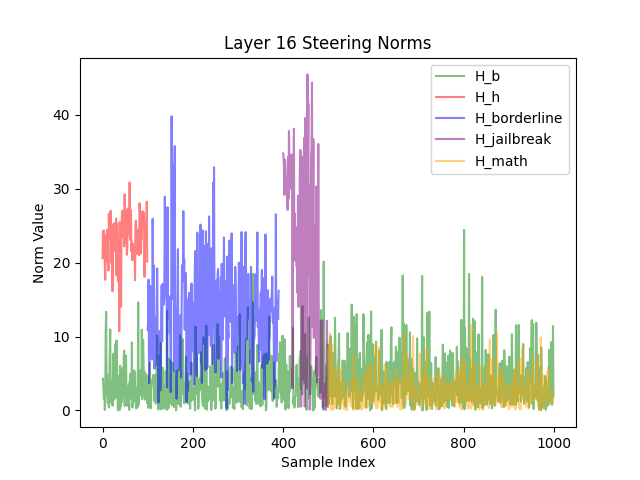 Layer 16 Steering Norms
H_b
H_h
H_borderline
H_jailbreak
H_math
Norm Value
40
30
20
10
0
0 200 400 600 800 1000
Sample Index